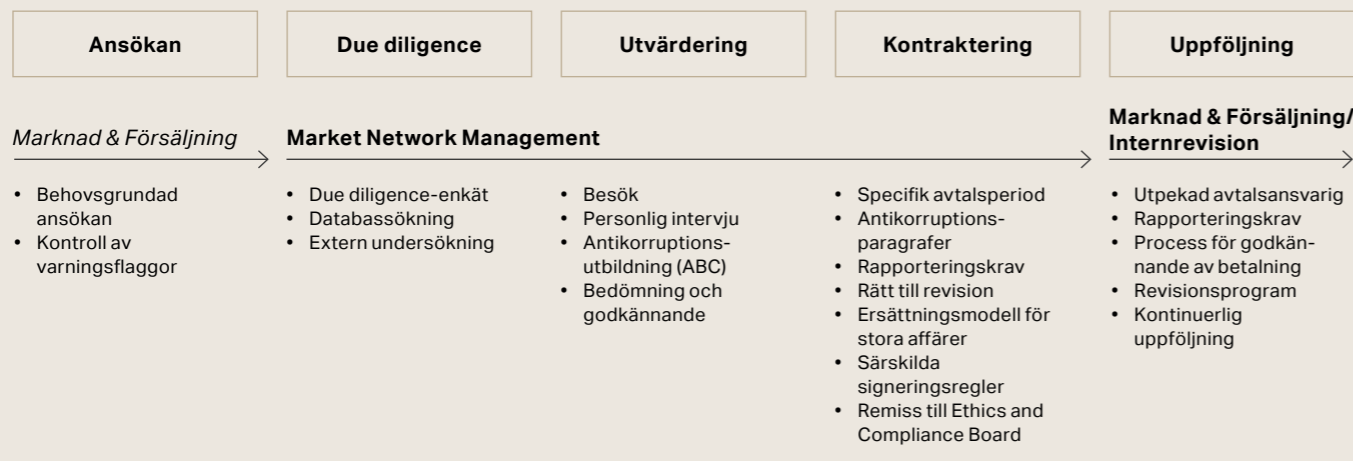 Ansökan
Due diligence
Utvärdering
Kontraktering
Uppföljning
Marknad & Försäljning
Market Network Management
Marknad & Försäljning/
Internrevision
• Behovsgrundad
ansökan
• Kontroll av
varningsflaggor
• Due diligence-enkät
• Databassökning
• Extern undersökning
• Besök
• Personlig intervju
• Antikorruptions-
utbildning (ABC)
• Bedömning och
godkännande
• Specifik avtalsperiod
• Antikorruptions-
paragrafer
• Rapporteringskrav
• Rätt till revision
• Ersättningsmodell för
stora affärer
• Särskilda
signeringsregler
• Remiss till Ethics and
Compliance Board
• Utpekad avtalsansvarig
• Rapporteringskrav
• Process för godkän-
nande av betalning
• Revisionsprogram
• Kontinuerlig
uppföljning